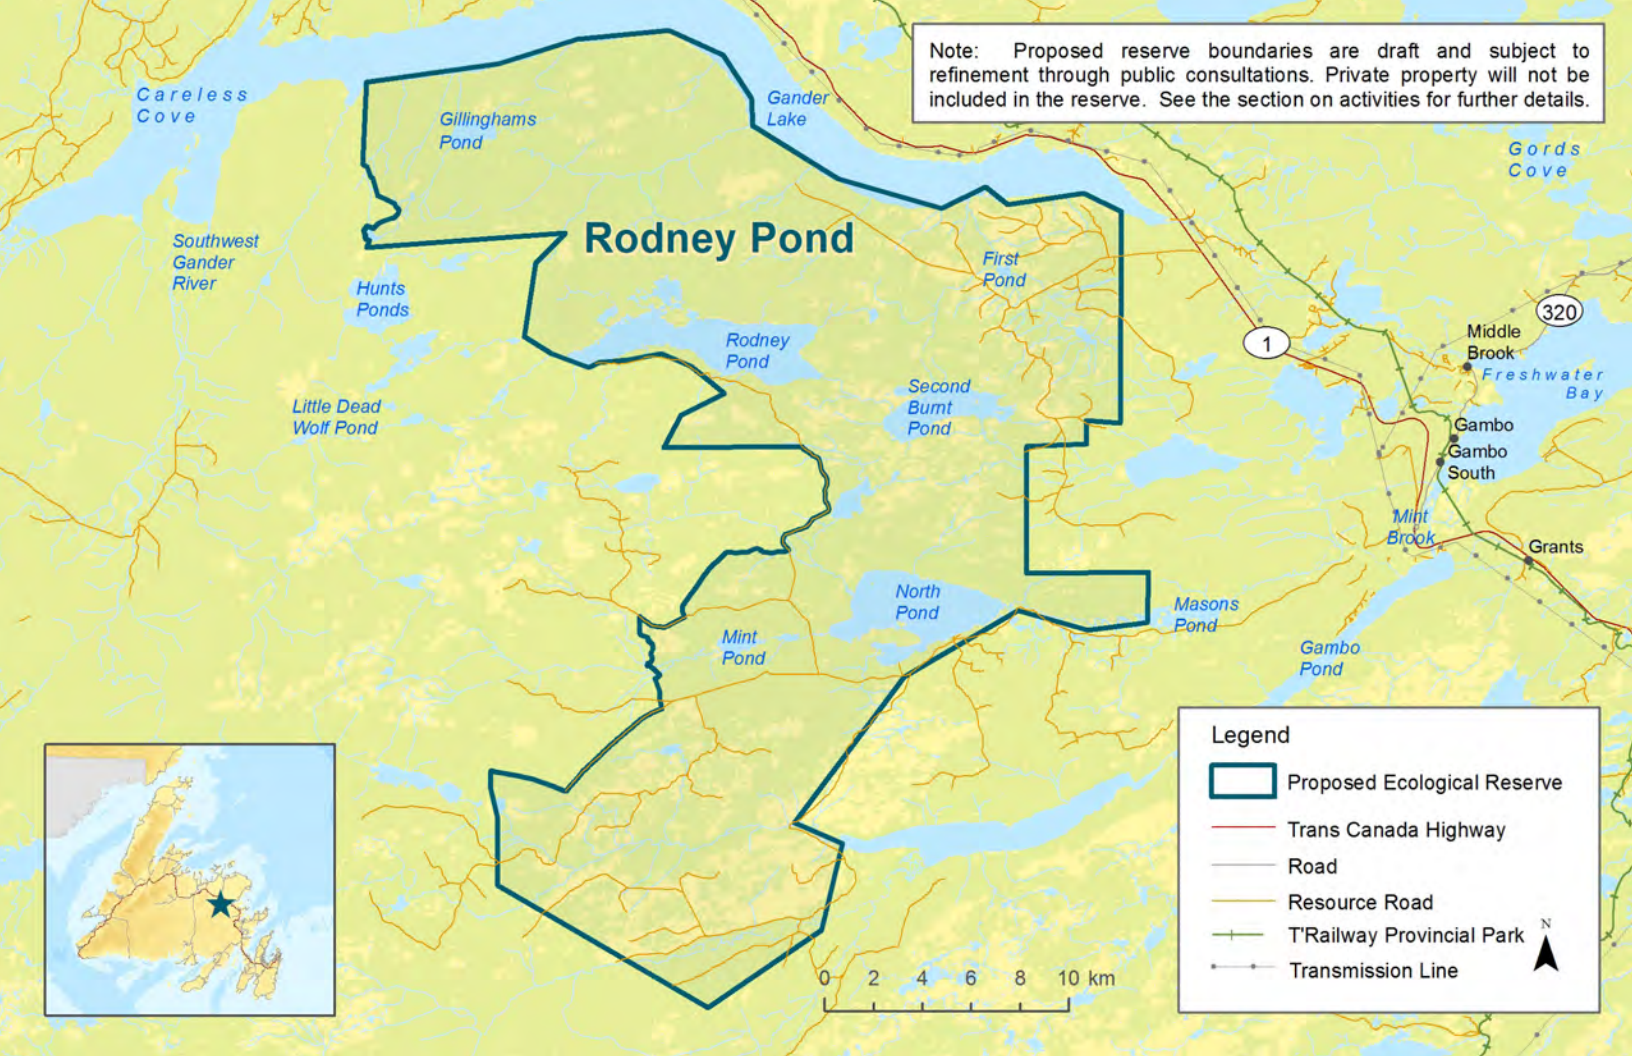 Note: Proposed reserve boundaries are draft and subject to
refinement through public consultations. Private property will not be
included in the reserve. See the section on activities for further details.
Careless
Cove
Gander
Lake
Gillinghams
Pond
Gords
Cove
Rodney Pond
Southwest
Gander
River
First
Pond
Hunts
Ponds
320
1
Middle
Brook
Rodney
Pond
Freshwater
Bay
Second
Burnt
Pond
Little Dead
Wolf Pond
Gambo
Gambo
South
Mint
Brook
Grants
North
Pond
Masons
Pond
Mint
Pond
Gambo
Pond
Legend
Proposed Ecological Reserve
Trans Canada Highway
Road
Resource Road
T'Railway Provincial Park
Transmission Line
N
0 2 4 6 8 10 km